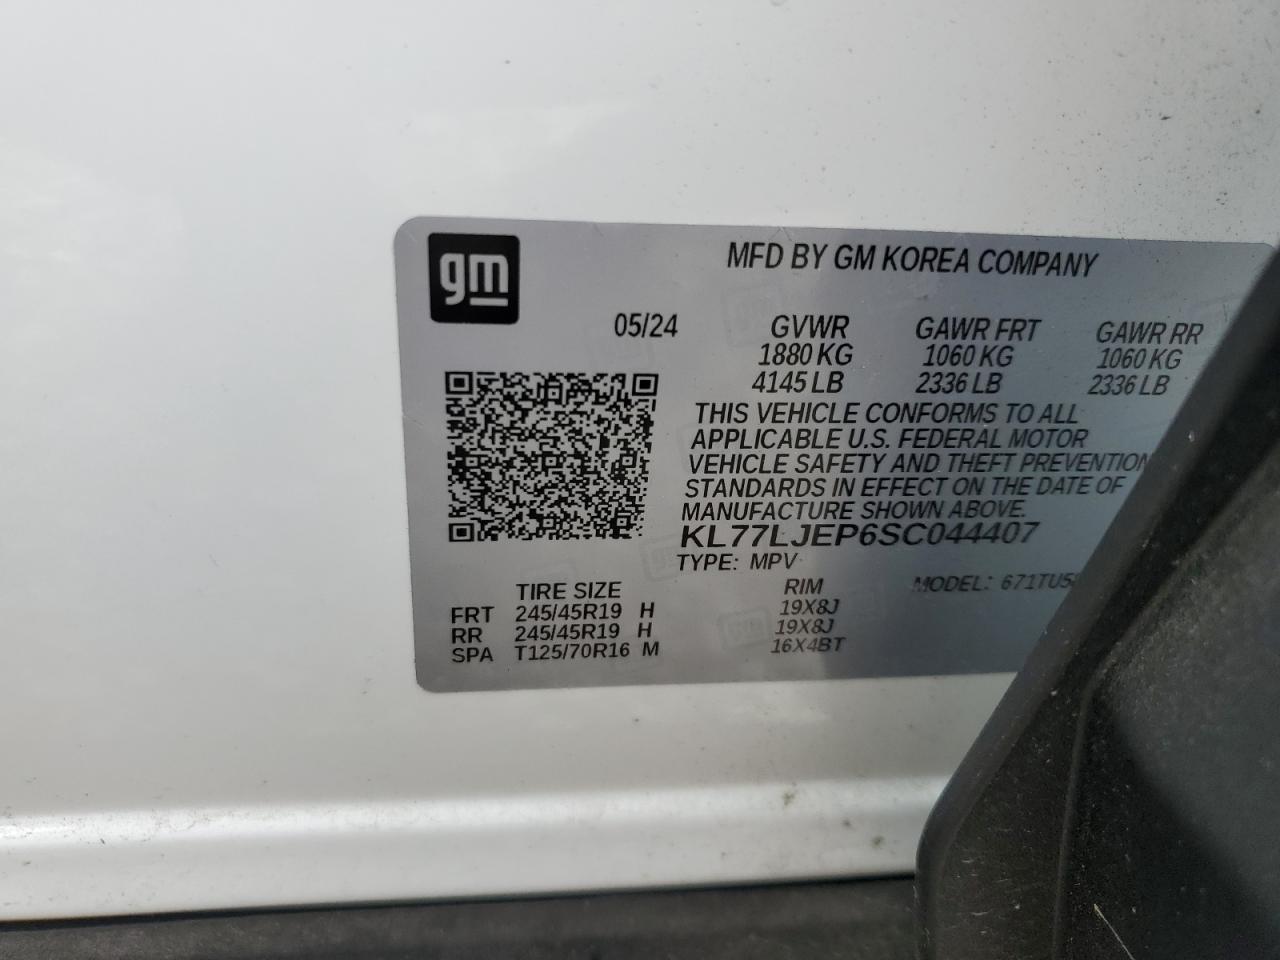 gm
MFD BY GM KOREA COMPANY
05/24 GVWR GAWR FRT GAWR RR
1880 KG 1060 KG 1060 KG
4145 LB 2336 LB 2336 LB
THIS VEHICLE CONFORMS TO ALL
APPLICABLE U.S. FEDERAL MOTOR
VEHICLE SAFETY AND THEFT PREVENTION
STANDARDS IN EFFECT ON THE DATE OF
MANUFACTURE SHOWN ABOVE.
KL77LJEP6SC044407
TYPE: MPV
TIRE SIZE RIM MODEL:
FRT 245/45R19 H 19X8J
RR 245/45R19 H 19X8J
SPA T125/70R16 M 16X4BT